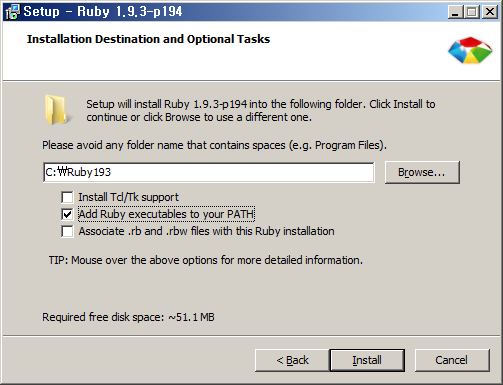 Setup - Ruby 1.9.3-p194
Installation Destination and Optional Tasks
Setup will install Ruby 1.9.3-p194 into the following folder. Click Install to
continue or click Browse to use a different one.
Please avoid any folder name that contains spaces (e.g. Program Files).
C:₩Ruby193
Browse...
Install Tcl/Tk support
Add Ruby executables to your PATH
Associate .rb and .rbw files with this Ruby installation
TIP: Mouse over the above options for more detailed information.
Required free disk space: ~51.1 MB
< Back
Install
Cancel